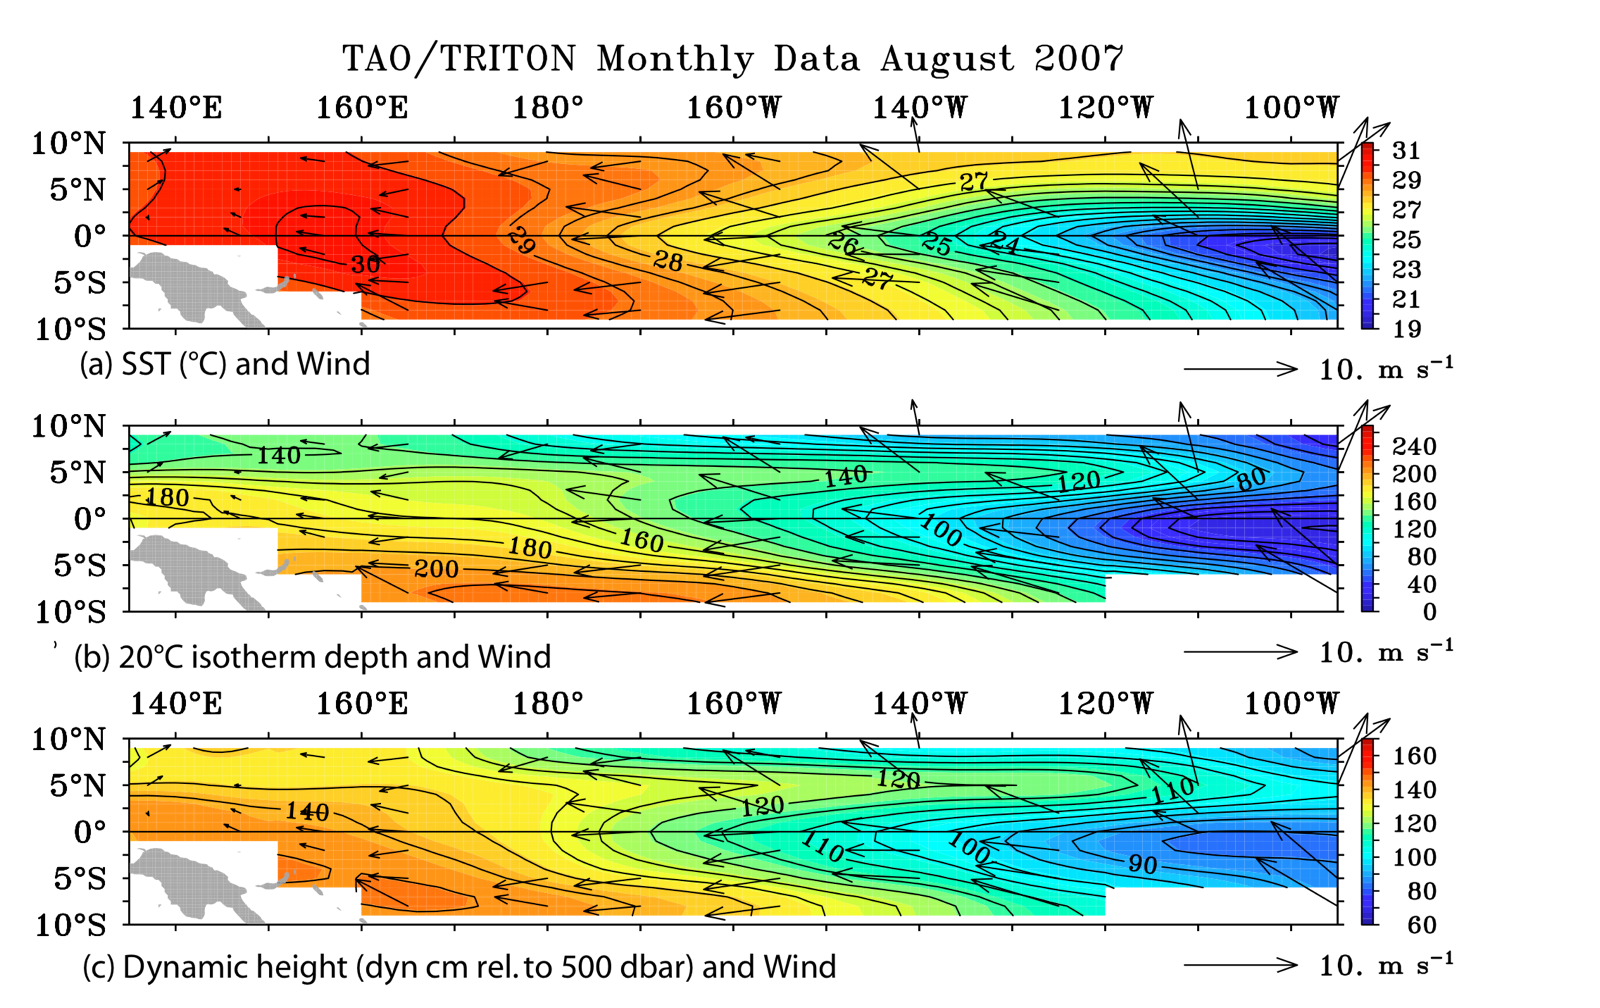 TAO/TRITON Monthly Data August 2007
140°E 160°E 180° 160°W 140°W 120°W 100°W
10°N
5°N
0°
5°S
10°S
27
29
26
25
24
28
30
27
31
29
27
25
23
21
19
(a) SST (°C) and Wind
10. m s⁻¹
10°N
5°N
0°
5°S
10°S
140
140
120
80
180
100
160
180
200
240
200
160
120
80
40
0
(b) 20°C isotherm depth and Wind
10. m s⁻¹
140°E 160°E 180° 160°W 140°W 120°W 100°W
10°N
5°N
0°
5°S
10°S
120
110
120
140
110
100
90
160
140
120
100
80
60
(c) Dynamic height (dyn cm rel. to 500 dbar) and Wind
10. m s⁻¹